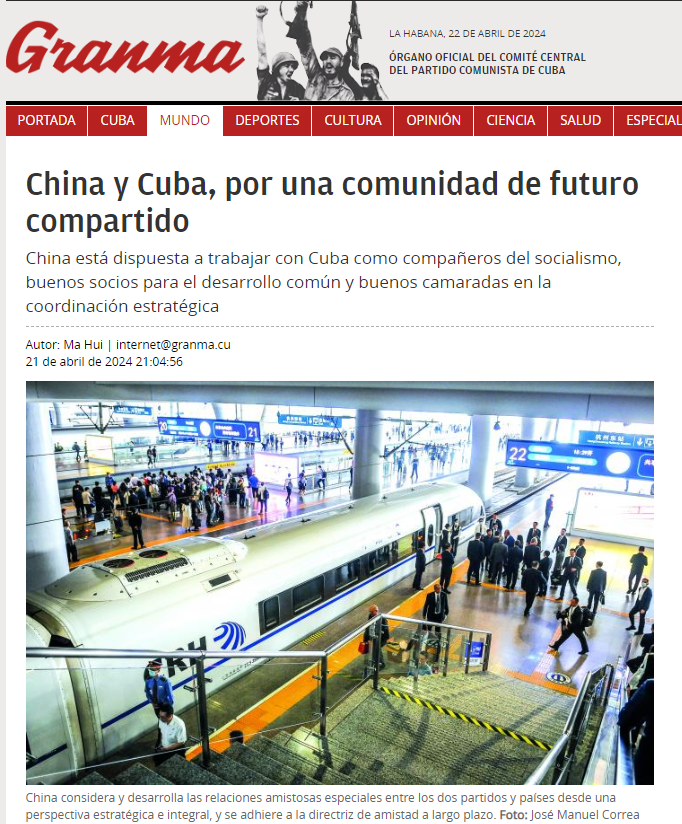 Granma
LA HABANA, 22 DE ABRIL DE 2024
ÓRGANO OFICIAL DEL COMITÉ CENTRAL
DEL PARTIDO COMUNISTA DE CUBA
PORTADA CUBA MUNDO DEPORTES CULTURA OPINIÓN CIENCIA SALUD ESPECIAL
China y Cuba, por una comunidad de futuro
compartido
China está dispuesta a trabajar con Cuba como compañeros del socialismo,
buenos socios para el desarrollo común y buenos camaradas en la
coordinación estratégica
Autor: Ma Hui | internet@granma.cu
21 de abril de 2024 21:04:56
20 21
22
China considera y desarrolla las relaciones amistosas especiales entre los dos partidos y países desde una
perspectiva estratégica e integral, y se adhiere a la directriz de amistad a largo plazo. Foto: José Manuel Correa